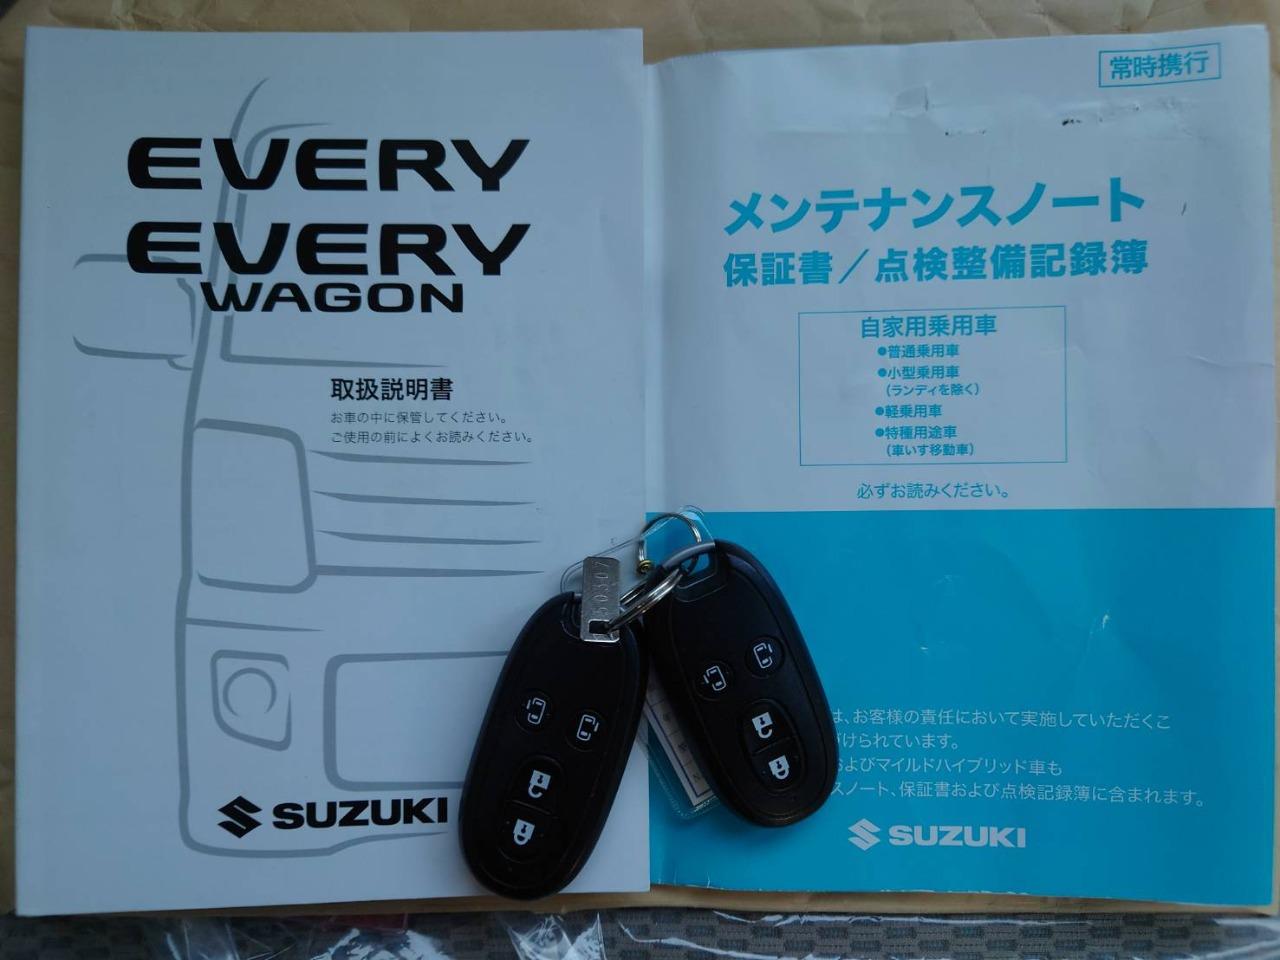 EVERY
EVERY
WAGON
取扱説明書
お車の中に保管してください。
ご使用の前によくお読みください。
SUZUKI
常時携行
メンテナンスノート
保証書／点検整備記録簿
自家用乗用車
●普通乗用車
●小型乗用車
（ランディを除く）
●軽乗用車
●特種用途車
（車いす移動車）
必ずお読みください。
は、お客様の責任において実施していただくこ
づけられています。
およびマイルドハイブリッド車も
スノート、保証書および点検記録簿に含まれます。
SUZUKI